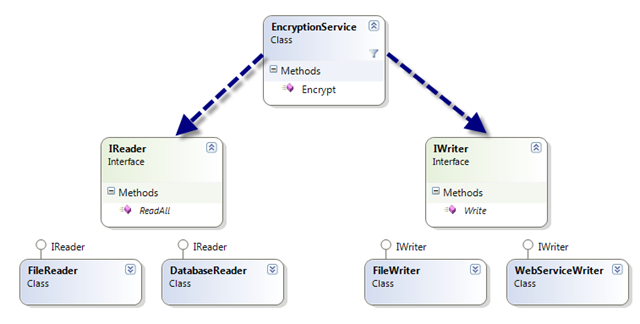 EncryptionService
Class
Methods
Encrypt
IReader
Interface
Methods
ReadAll
IWriter
Interface
Methods
Write
IReader
FileReader
Class
IReader
DatabaseReader
Class
IWriter
FileWriter
Class
IWriter
WebServiceWriter
Class